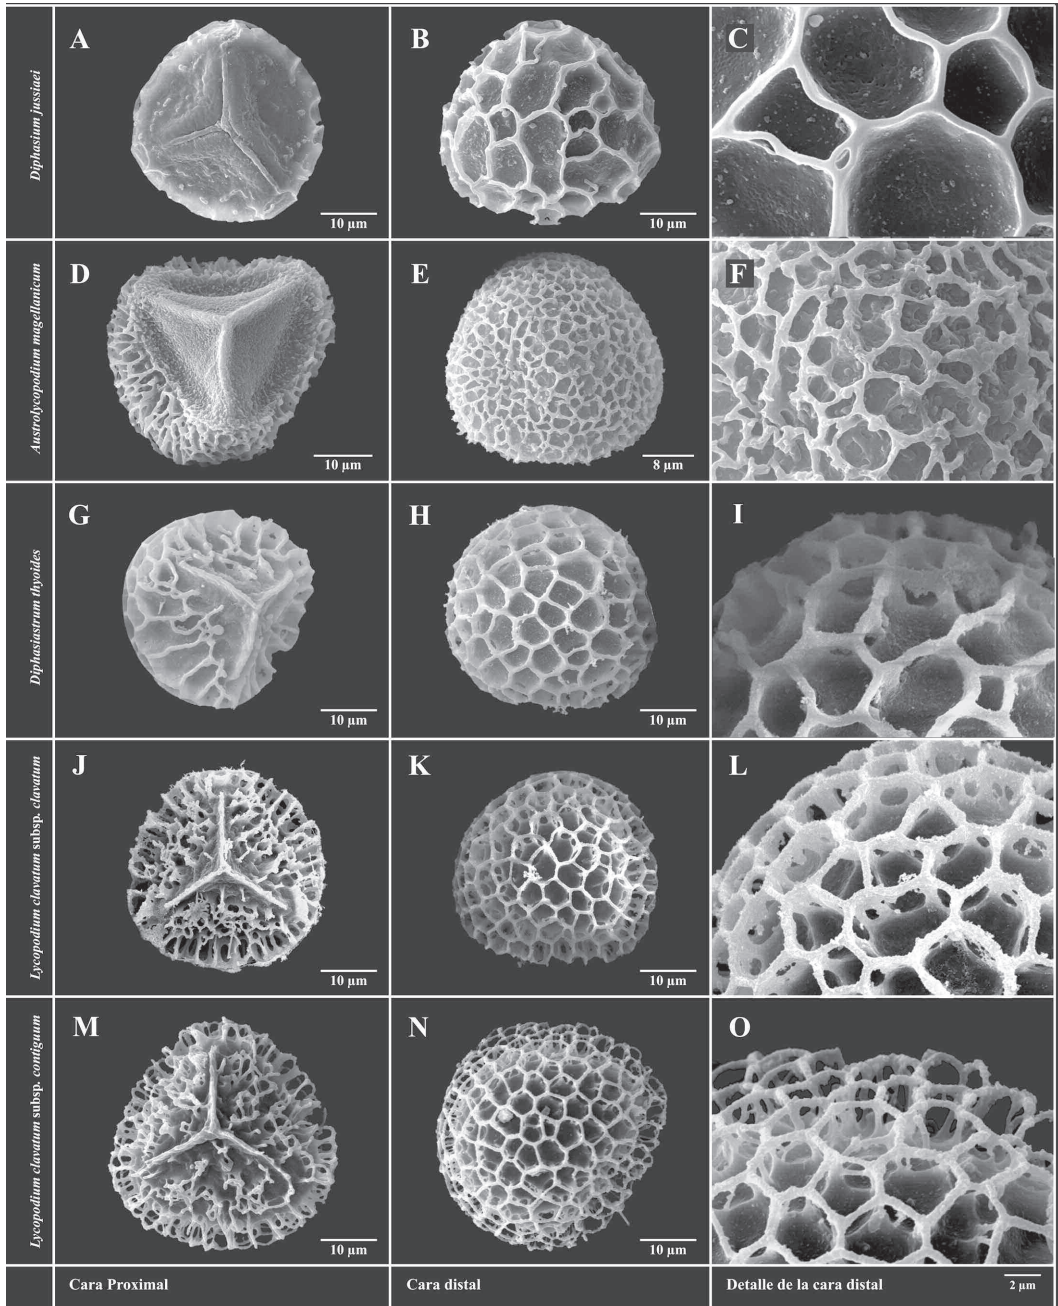 Diphasium jussiaei
A
10 µm
B
10 µm
C
Austrolycopodium magellanicum
D
10 µm
E
8 µm
F
Diphasiastrum thyoides
G
10 µm
H
10 µm
I
Lycopodium clavatum subsp. clavatum
J
10 µm
K
10 µm
L
Lycopodium clavatum subsp. contiguum
M
10 µm
N
10 µm
O
Cara Proximal
Cara distal
Detalle de la cara distal
2 µm